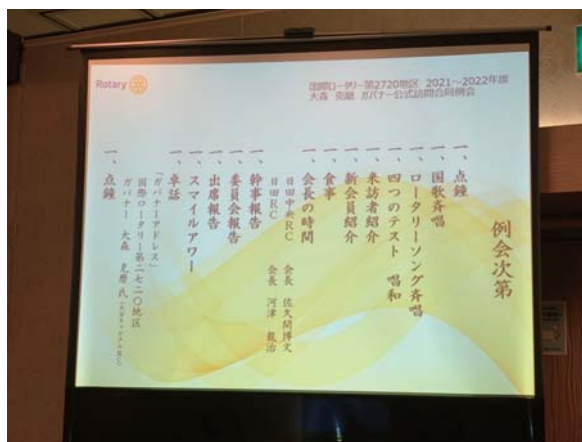 Rotary
国際ロータリー第2720地区 2021~2022年度
大森 克磨 ガバナー公式訪問合同例会
例会次第
一、点鐘
一、国歌斉唱
一、ロータリーソング斉唱
一、四つのテスト 唱和
一、来訪者紹介
一、新会員紹介
一、食事
一、会長の時間
日田中央RC 会長 佐久間博文
日田RC 会長 河津 龍治
一、幹事報告
一、委員会報告
一、出席報告
一、スマイルアワー
一、卓話
「ガバナーアドレス」
国際ロータリー第二七二〇地区
ガバナー 大森 克磨 氏
一、点鐘